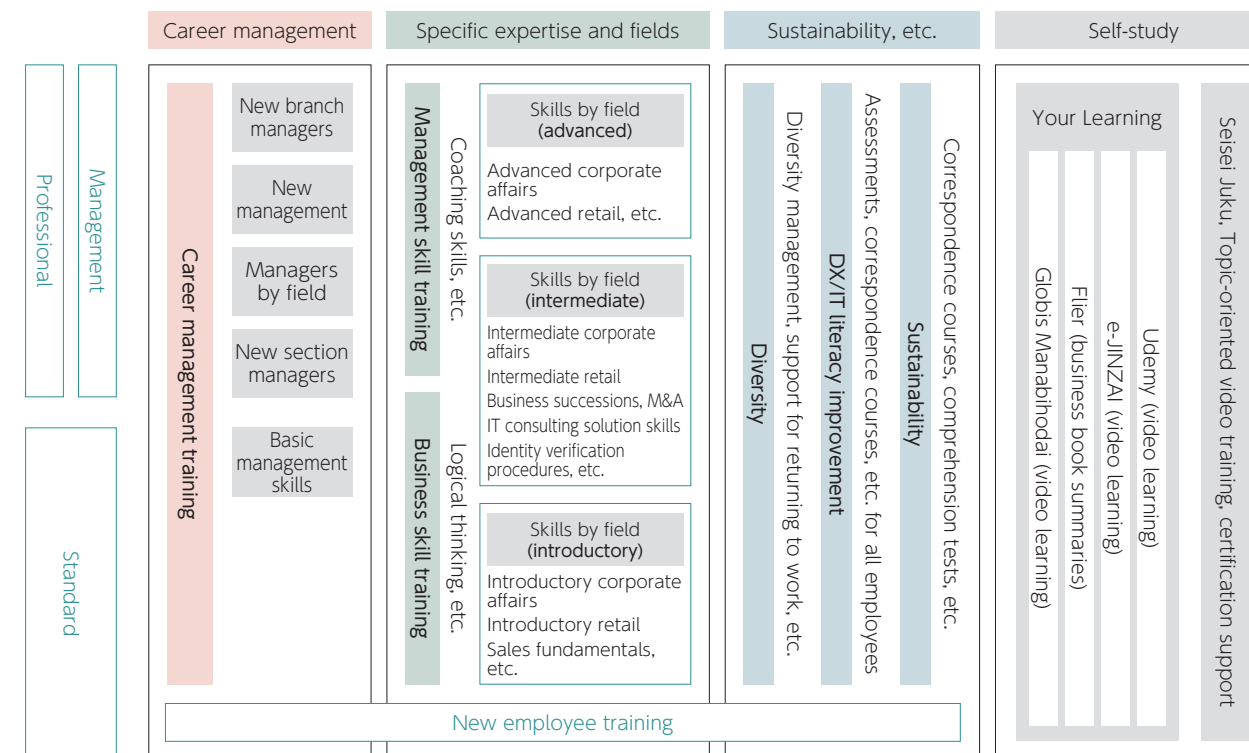 Career management
Specific expertise and fields
Sustainability, etc.
Self-study
Professional
Management
Standard
Career management training
New branch
managers
New
management
Managers
by field
New section
managers
Basic
management
skills
Management skill training
Coaching skills, etc.
Business skill training
Logical thinking, etc.
Skills by field
(advanced)
Advanced corporate
affairs
Advanced retail, etc.
Skills by field
(intermediate)
Intermediate corporate
affairs
Intermediate retail
Business successions, M&A
IT consulting solution skills
Identity verification
procedures, etc.
Skills by field
(introductory)
Introductory corporate
affairs
Introductory retail
Sales fundamentals,
etc.
Diversity
Diversity management, support for returning to work, etc.
DX/IT literacy improvement
Assessments, correspondence courses, etc. for all employees
Sustainability
Correspondence courses, comprehension tests, etc.
Your Learning
Globis Manabihodai (video learning)
Flier (business book summaries)
e-JINZAI (video learning)
Udemy (video learning)
Seisei Juku, Topic-oriented video training, certification support
New employee training